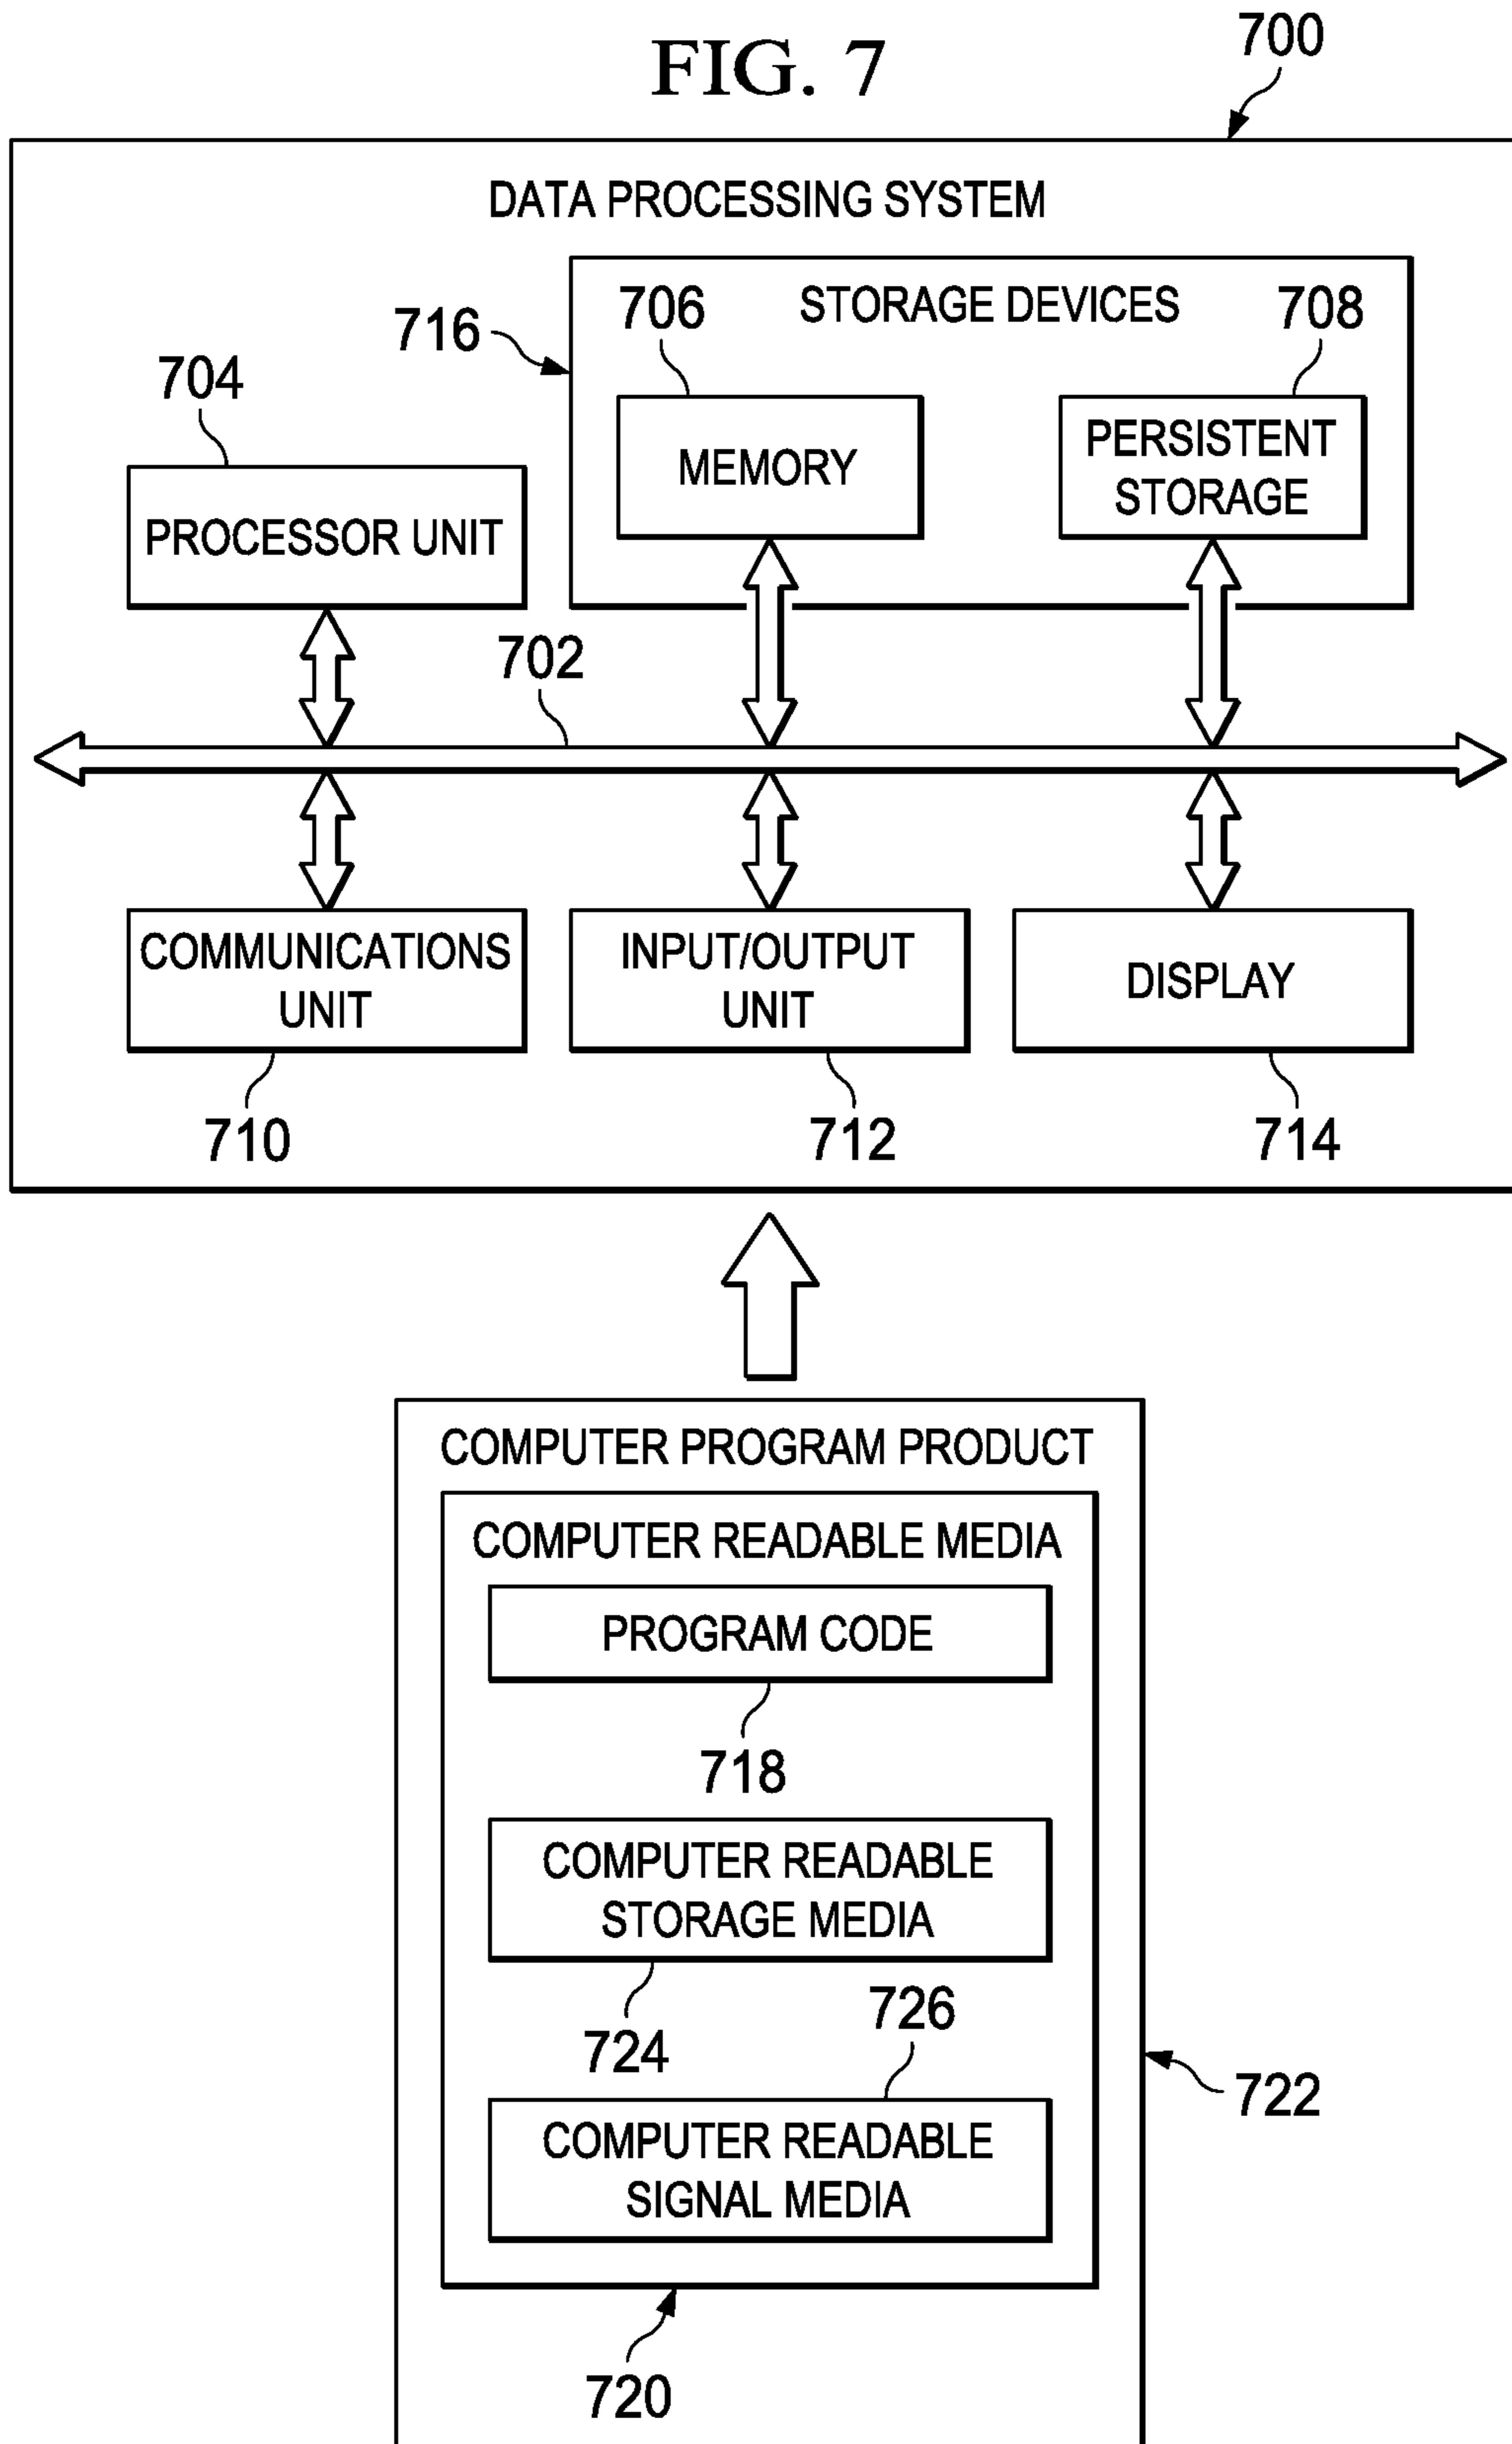 FIG. 7
700
DATA PROCESSING SYSTEM
716
706
STORAGE DEVICES
708
704
MEMORY
PERSISTENT
STORAGE
PROCESSOR UNIT
702
COMMUNICATIONS
UNIT
INPUT/OUTPUT
UNIT
DISPLAY
710
712
714
COMPUTER PROGRAM PRODUCT
COMPUTER READABLE MEDIA
PROGRAM CODE
718
COMPUTER READABLE
STORAGE MEDIA
724
726
722
COMPUTER READABLE
SIGNAL MEDIA
720